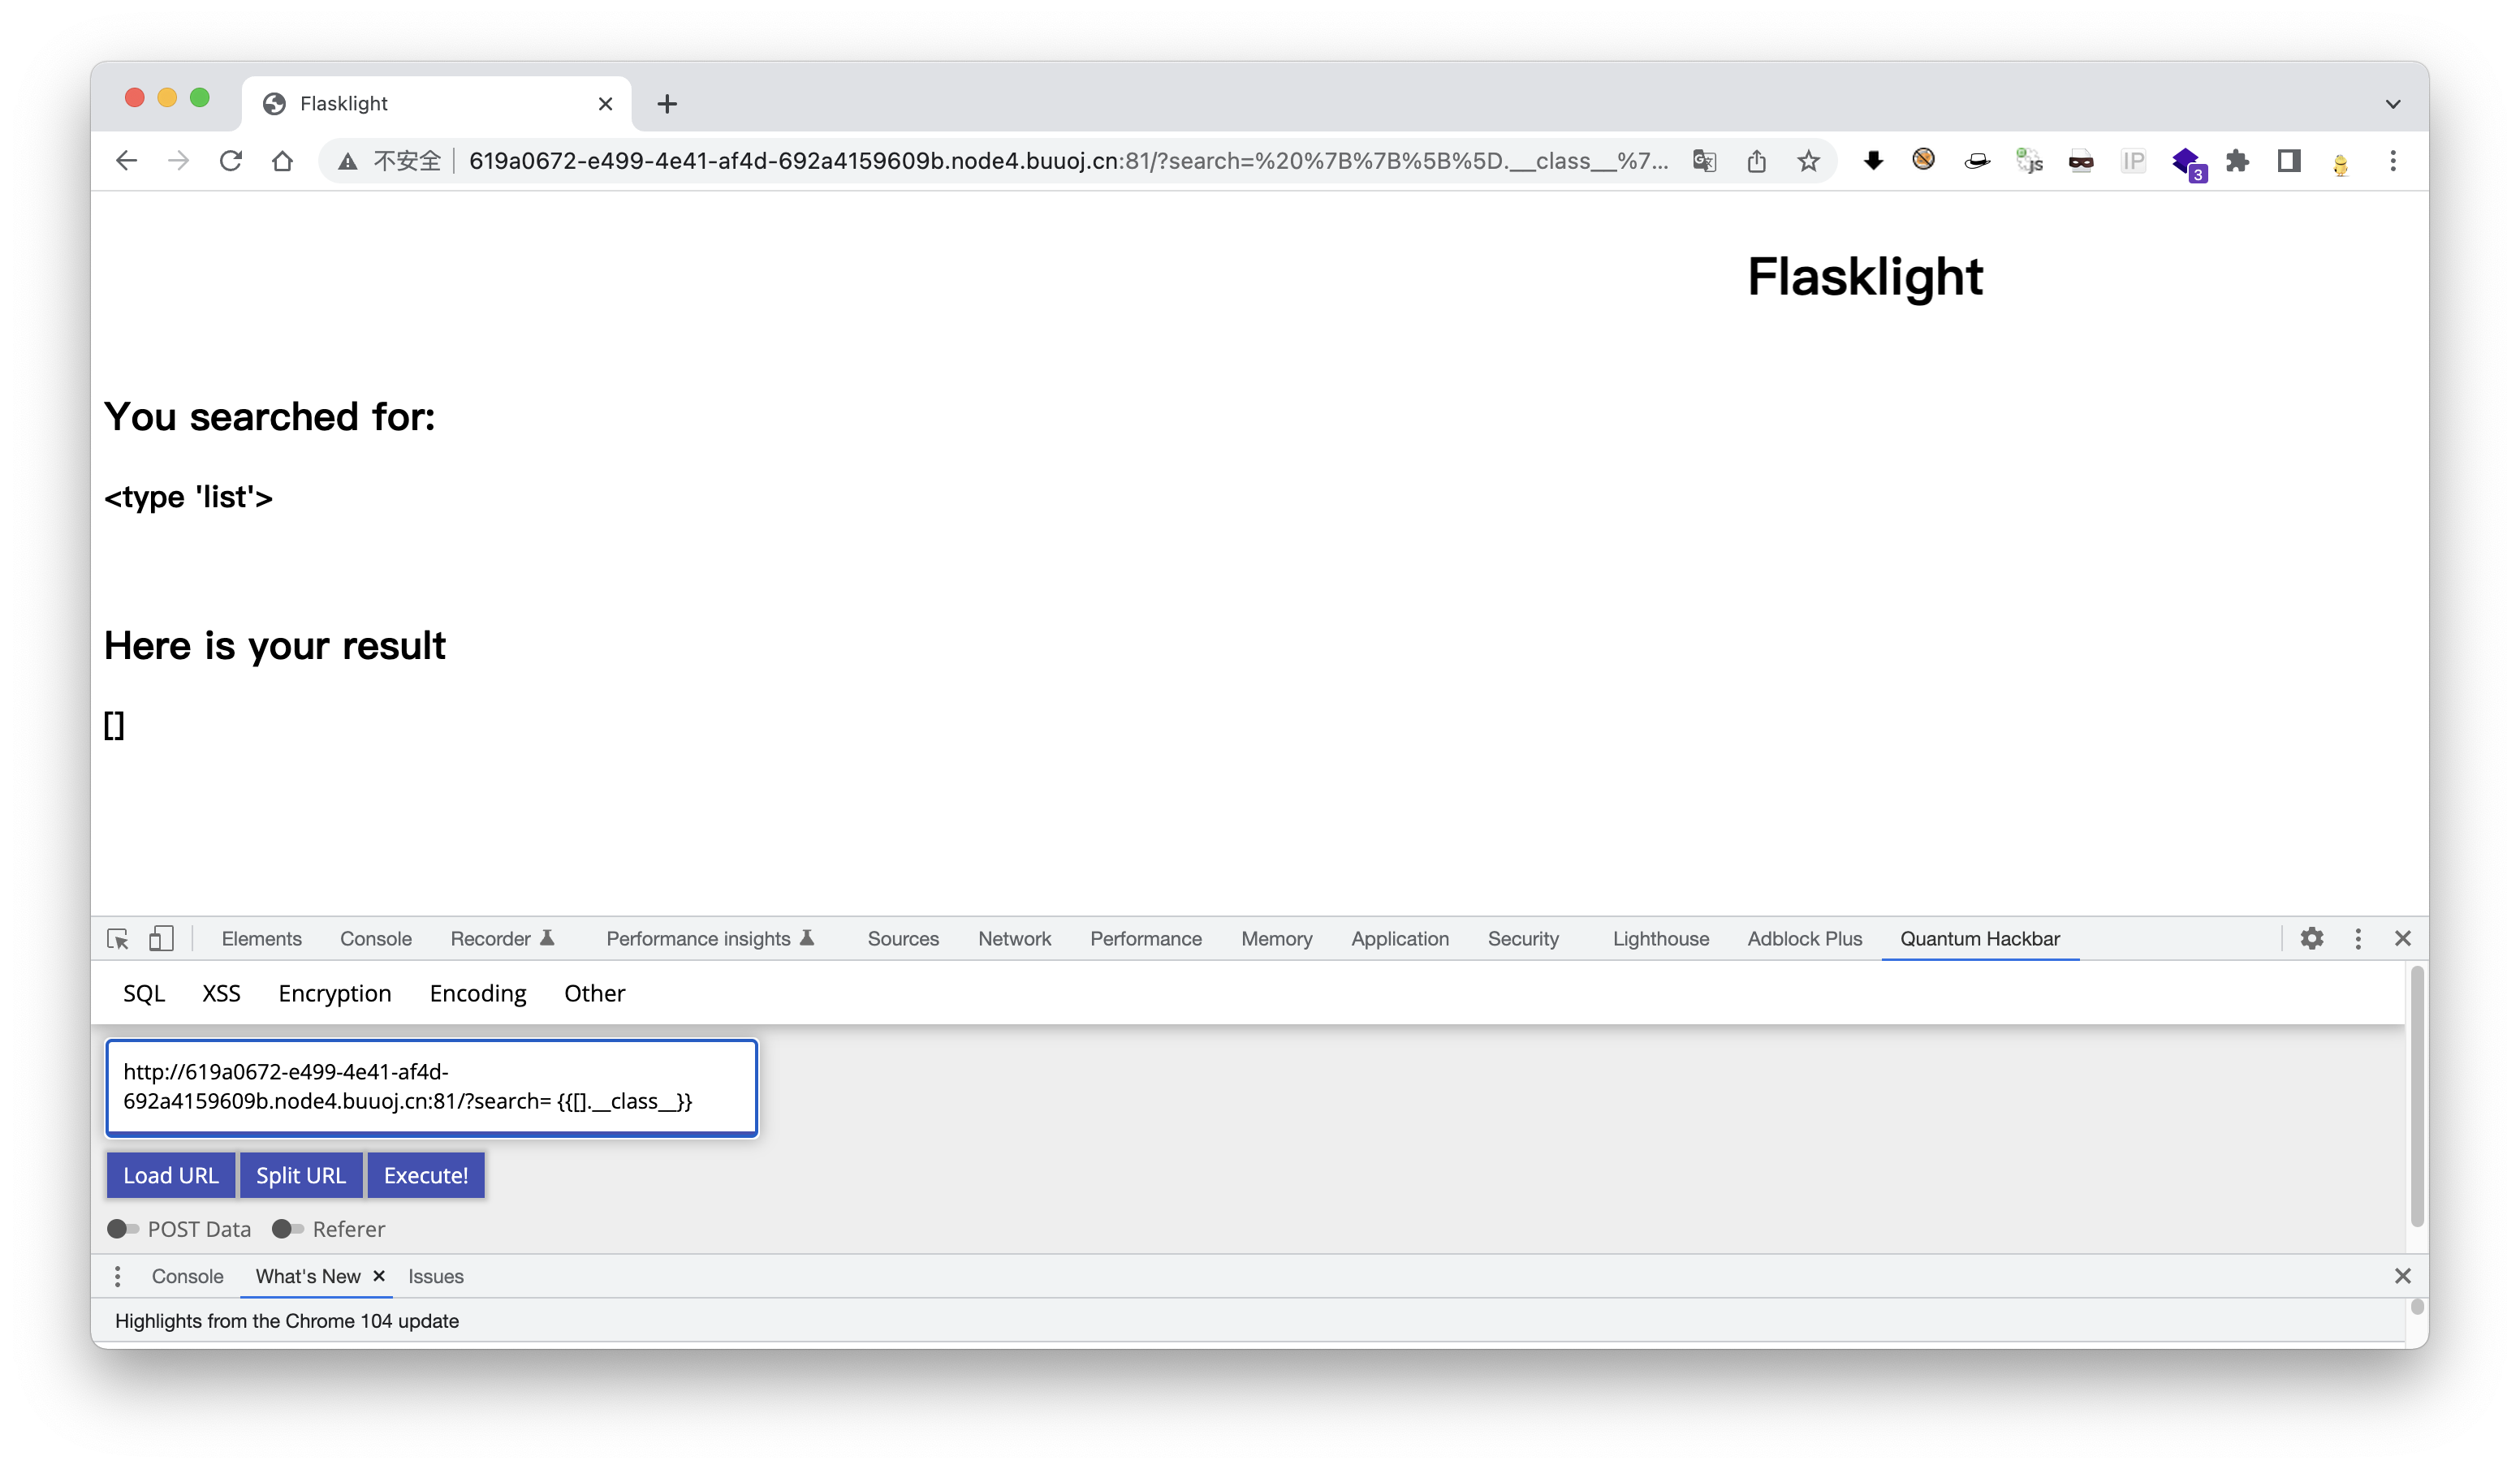 Flasklight
不安全 619a0672-e499-4e41-af4d-692a4159609b.node4.buuoj.cn:81/?search=%20%7B%7B%5B%5D.__class__%7... IP 3
Flasklight
You searched for:
<type 'list'>
Here is your result
[]
Elements Console Recorder Performance insights Sources Network Performance Memory Application Security Lighthouse Adblock Plus Quantum Hackbar
SQL XSS Encryption Encoding Other
http://619a0672-e499-4e41-af4d-
692a4159609b.node4.buuoj.cn:81/?search= {{[].__class__}}
Load URL Split URL Execute!
POST Data Referer
Console What's New Issues
Highlights from the Chrome 104 update